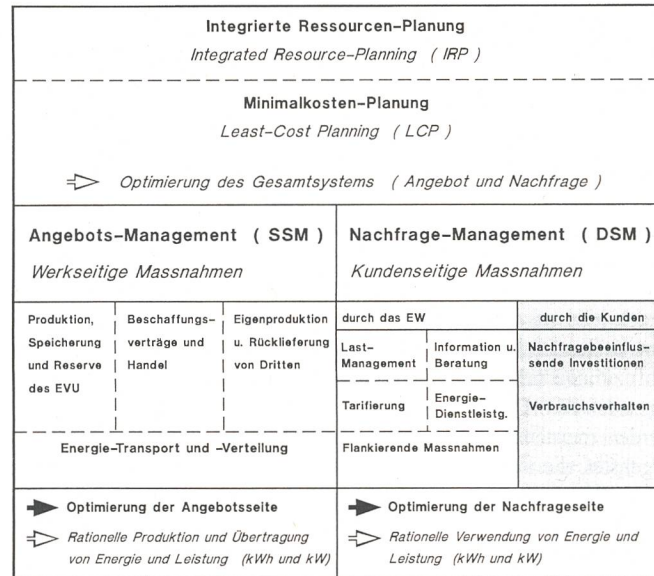 Integrierte Ressourcen-Planung
Integrated Resource-Planning ( IRP )
Minimalkosten-Planung
Least-Cost Planning ( LCP )
Optimierung des Gesamtsystems ( Angebot und Nachfrage )
Angebots-Management ( SSM )
Werkseitige Massnahmen
Nachfrage-Management ( DSM )
Kundenseitige Massnahmen
Produktion,
Speicherung
und Reserve
des EVU
Beschaffungs-
verträge und
Handel
Eigenproduktion
u. Rücklieferung
von Dritten
Energie-Transport und -Verteilung
durch das EW
Last-
Management
Information u.
Beratung
Tarifierung
Energie-
Dienstleistg.
Flankierende Massnahmen
durch die Kunden
Nachfragebeeinflus-
sende Investitionen
Verbrauchsverhalten
Optimierung der Angebotsseite
Rationelle Produktion und Übertragung
von Energie und Leistung (kWh und kW)
Optimierung der Nachfrageseite
Rationelle Verwendung von Energie und
Leistung (kWh und kW)